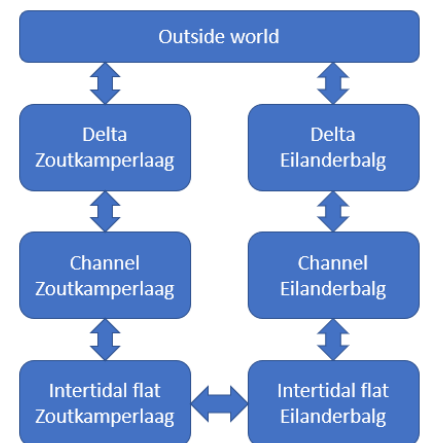 Outside world
Delta
Zoutkamperlaag
Delta
Eilanderbalg
Channel
Zoutkamperlaag
Channel
Eilanderbalg
Intertidal flat
Zoutkamperlaag
Intertidal flat
Eilanderbalg